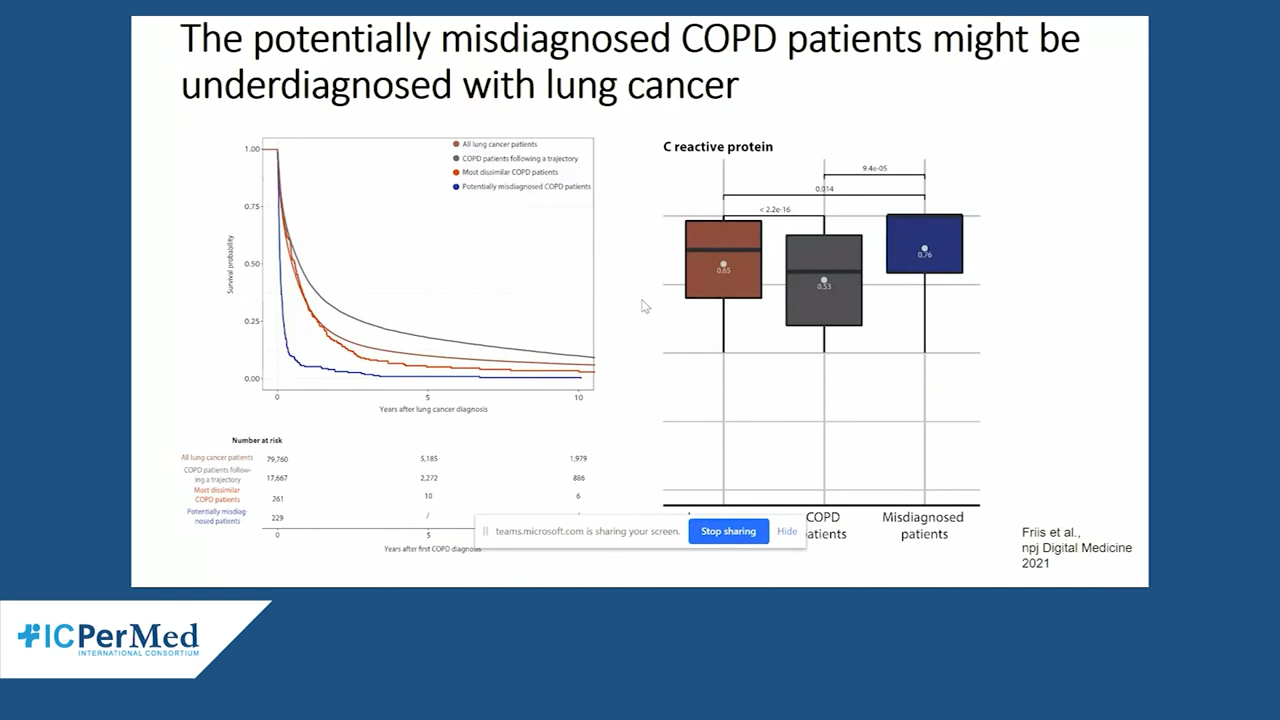 The potentially misdiagnosed COPD patients might be
underdiagnosed with lung cancer
All lung cancer patients
COPD patients following a trajectory
Most dissimilar COPD patients
Potentially misdiagnosed COPD patients
1.00
0.75
0.50
0.25
0.00
Survival probability
0
5
10
Years after lung cancer diagnosis
Number at risk
All lung cancer patients 79,760 5,185 1,979
COPD patients follow-
ing a trajectory 17,667 2,272 886
Most dissimilar
COPD patients 261 10 6
Potentially misdiag-
nosed patients 229
0
5
Years after first COPD diagnosis
C reactive protein
9.4e-05
0.014
< 2.2e-16
0.65
0.53
0.76
COPD
patients
Misdiagnosed
patients
teams.microsoft.com is sharing your screen.
Stop sharing
Hide
Friis et al.,
npj Digital Medicine
2021
ICPerMed
INTERNATIONAL CONSORTIUM